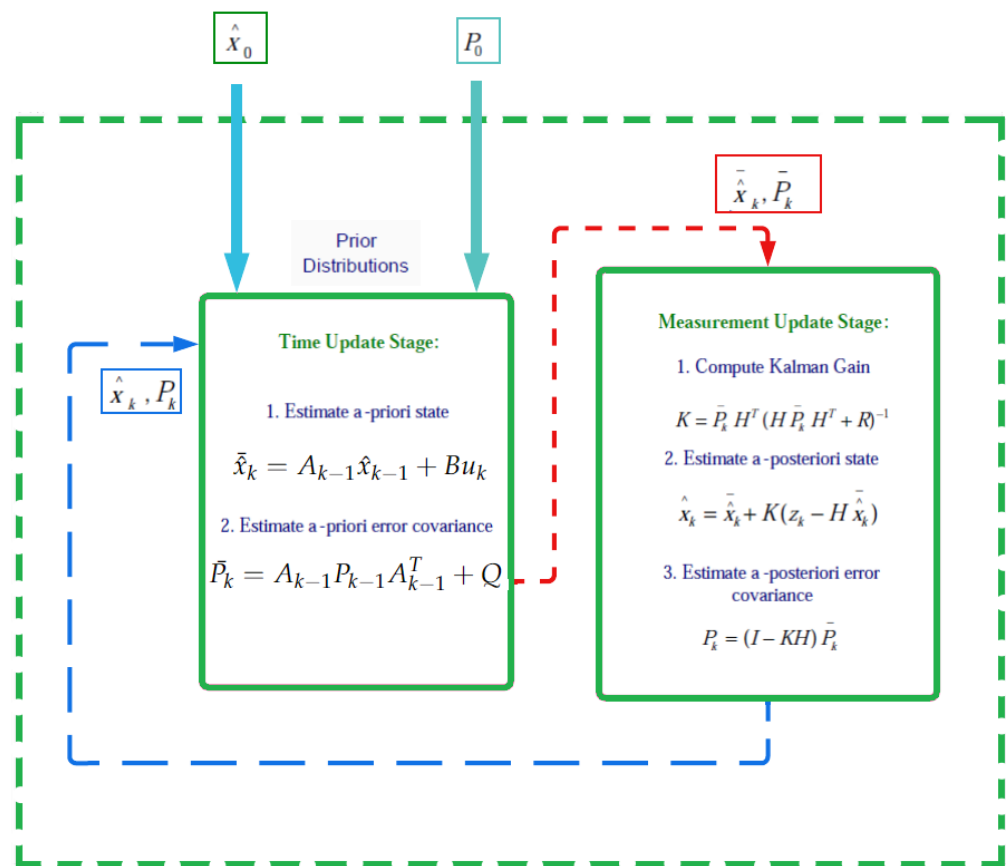 x̂₀
P₀
x̂̄ₖ, P̄ₖ
Prior
Distributions
Time Update Stage:
x̂ₖ, Pₖ
1. Estimate a-priori state
x̂̄ₖ = Aₖ₋₁x̂ₖ₋₁ + Buₖ
2. Estimate a-priori error covariance
P̄ₖ = Aₖ₋₁Pₖ₋₁Aᵀₖ₋₁ + Q
Measurement Update Stage:
1. Compute Kalman Gain
K = P̄ₖ Hᵀ (H P̄ₖ Hᵀ + R)⁻¹
2. Estimate a-posteriori state
x̂ₖ = x̂̄ₖ + K(zₖ − H x̂̄ₖ)
3. Estimate a-posteriori error
covariance
Pₖ = (I − KH) P̄ₖ